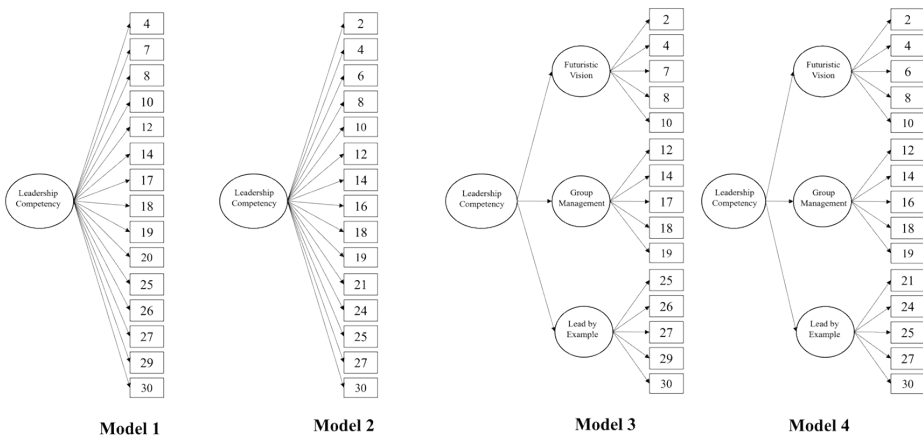 Leadership
Competency
4
7
8
10
12
14
17
18
19
20
25
26
27
29
30
Model 1
Leadership
Competency
2
4
6
8
10
12
14
16
18
19
21
24
25
27
30
Model 2
Leadership
Competency
Futuristic
Vision
2
4
7
8
10
Group
Management
12
14
17
18
19
Lead by
Example
25
26
27
29
30
Model 3
Leadership
Competency
Futuristic
Vision
2
4
6
8
10
Group
Management
12
14
16
18
19
Lead by
Example
21
24
25
27
30
Model 4